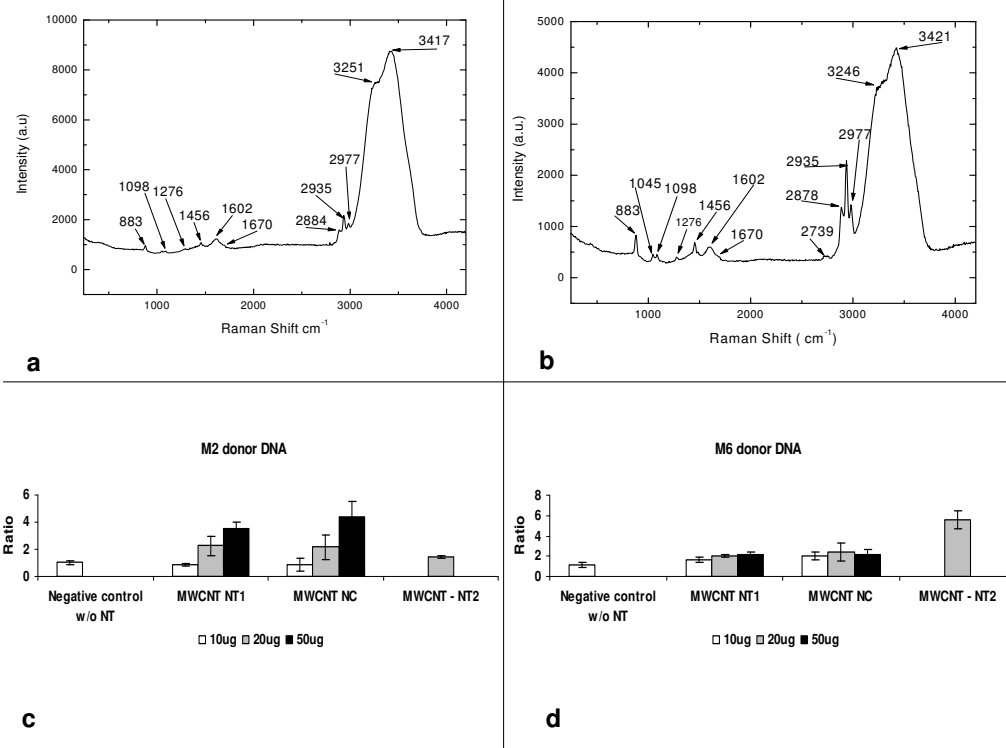 10000
8000
6000
4000
2000
0
Intensity (a.u)
3417
3251
2977
2935
2884
1098 1276
883
1456
1602
1670
1000 2000 3000 4000
Raman Shift cm-1
a
5000
4000
3000
2000
1000
0
Intensity (a.u.)
3421
3246
2977
2935
2878
2739
1045
1098
883
1276
1456
1602
1670
1000 2000 3000 4000
Raman Shift ( cm-1)
b
M2 donor DNA
6
4
2
0
Ratio
Negative control w/o NT
MWCNT NT1
MWCNT NC
MWCNT - NT2
10ug 20ug 50ug
c
M6 donor DNA
8
6
4
2
0
Ratio
Negative control w/o NT
MWCNT NT1
MWCNT NC
MWCNT - NT2
10ug 20ug 50ug
d